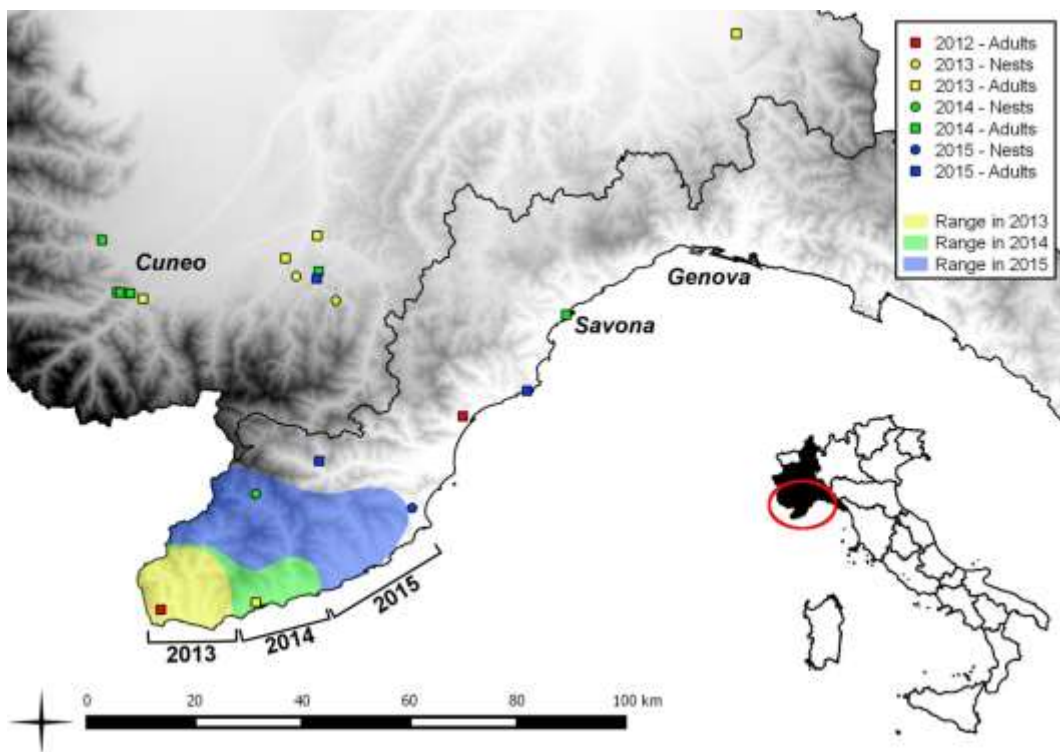 2012 - Adults
2013 - Nests
2013 - Adults
2014 - Nests
2014 - Adults
2015 - Nests
2015 - Adults
Range in 2013
Range in 2014
Range in 2015
Cuneo
Genova
Savona
2015
2014
2013
0 20 40 60 80 100 km